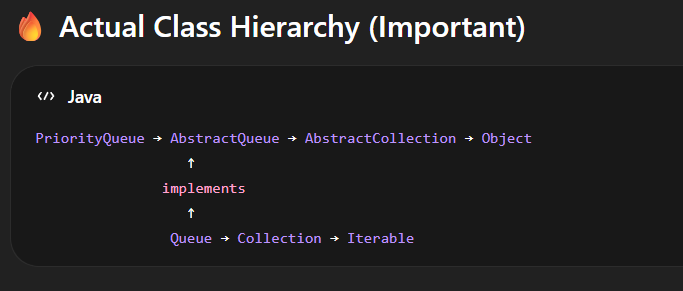 🔥 Actual Class Hierarchy (Important)
</> Java
PriorityQueue → AbstractQueue → AbstractCollection → Object
↑
implements
↑
Queue → Collection → Iterable